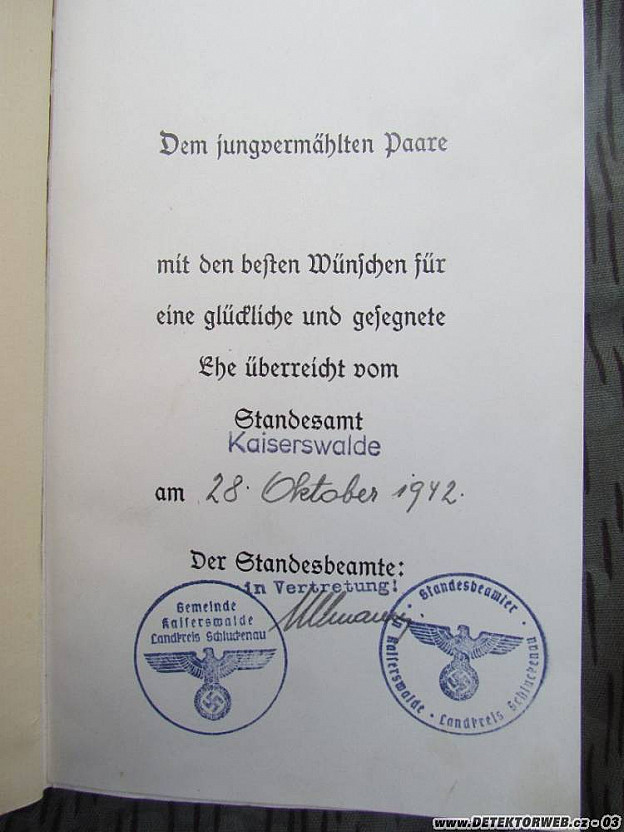 Dem jungvermählten Paare
mit den besten Wünschen für
eine glückliche und gesegnete
Ehe überreicht vom
Standesamt
Kaiserswalde
am 28. Oktober 1942.
Der Standesbeamte:
in Vertretung!
Gemeinde
Kaiserswalde
Landkreis Schluckenau
Standesbeamter
Kaiserswalde · Landkreis Schluckenau
www.DETEKTORWEB.cz - 03